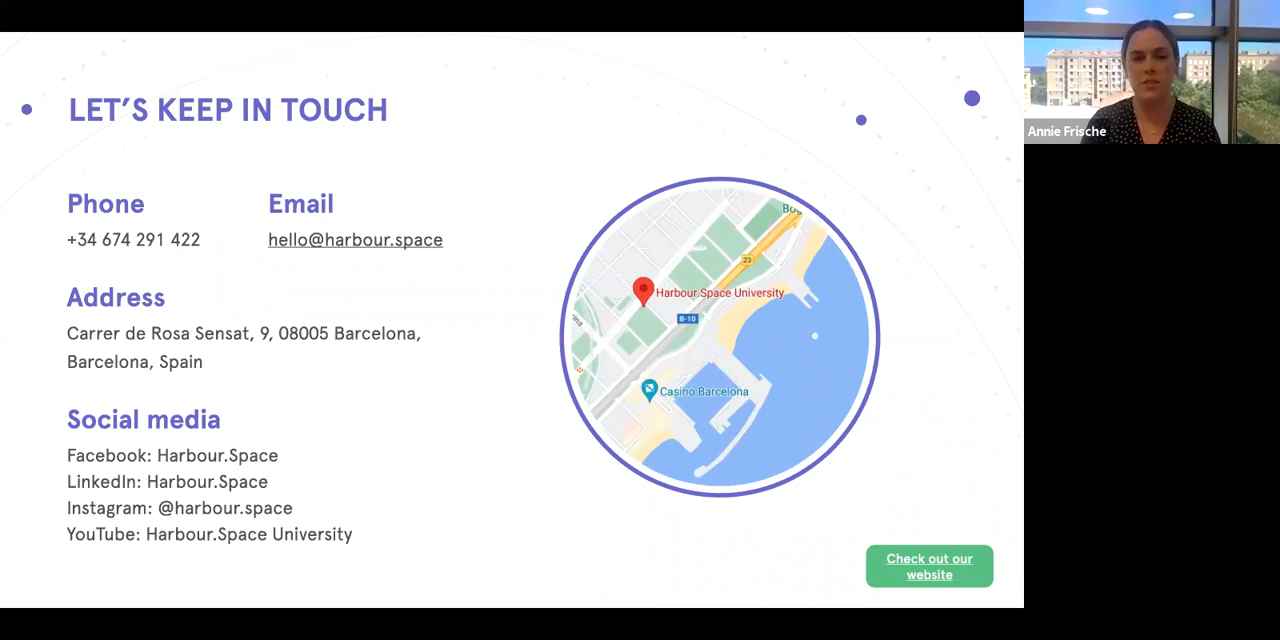 LET'S KEEP IN TOUCH
Phone
+34 674 291 422
Email
hello@harbour.space
Address
Carrer de Rosa Sensat, 9, 08005 Barcelona,
Barcelona, Spain
Social media
Facebook: Harbour.Space
LinkedIn: Harbour.Space
Instagram: @harbour.space
YouTube: Harbour.Space University
23
Harbour.Space University
B-10
Casino Barcelona
Check out our
website
Annie Frische